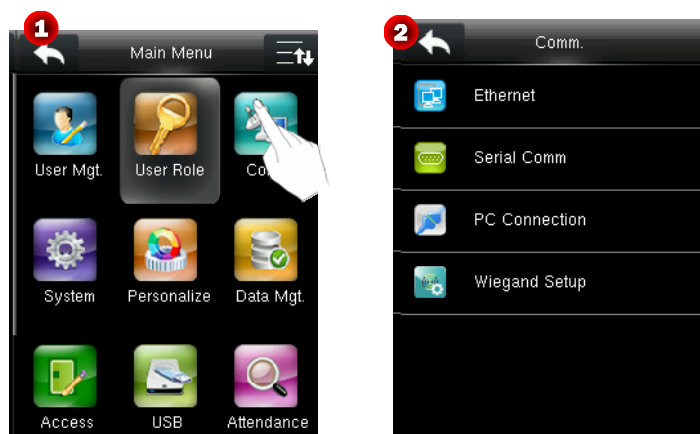 1
Main Menu
User Mgt.
User Role
Co
System
Personalize
Data Mgt.
Access
USB
Attendance
2
Comm.
Ethernet
Serial Comm
PC Connection
Wiegand Setup